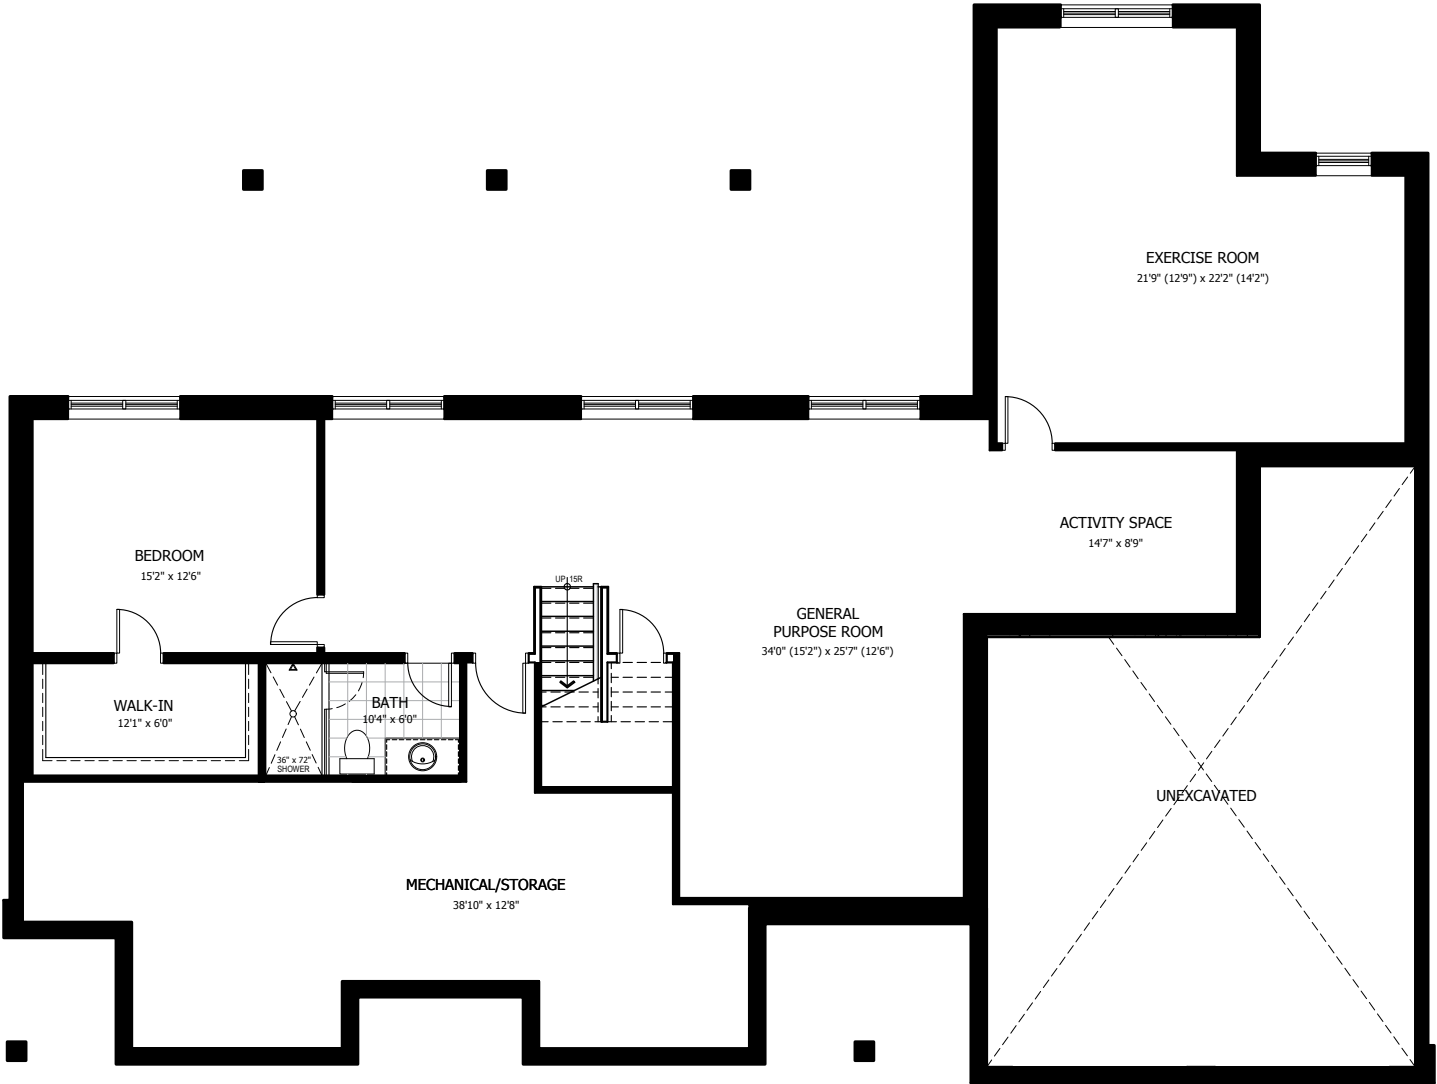 EXERCISE ROOM
21'9" (12'9") x 22'2" (14'2")
ACTIVITY SPACE
14'7" x 8'9"
BEDROOM
15'2" x 12'6"
UP 15R
GENERAL
PURPOSE ROOM
34'0" (15'2") x 25'7" (12'6")
WALK-IN
12'1" x 6'0"
BATH
10'4" x 6'0"
36" x 72"
SHOWER
UNEXCAVATED
MECHANICAL/STORAGE
38'10" x 12'8"